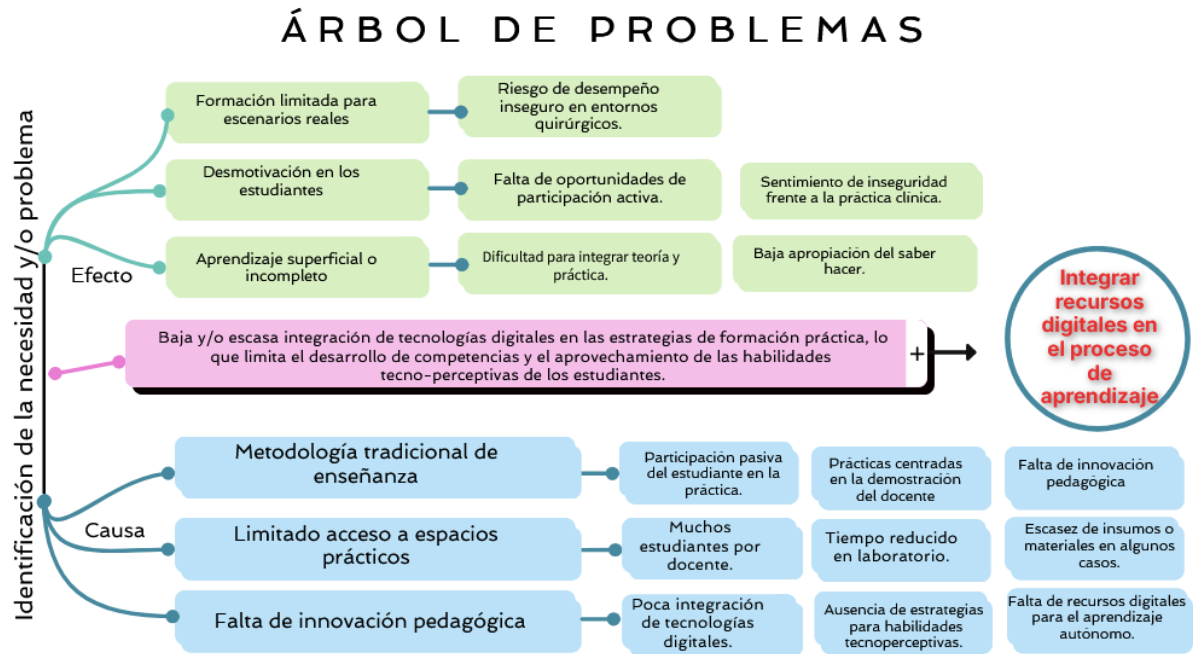 ÁRBOL DE PROBLEMAS
Identificación de la necesidad y/o problema
Efecto
Formación limitada para
escenarios reales
Riesgo de desempeño
inseguro en entornos
quirúrgicos.
Desmotivación en los
estudiantes
Falta de oportunidades de
participación activa.
Sentimiento de inseguridad
frente a la práctica clínica.
Aprendizaje superficial o
incompleto
Dificultad para integrar teoría y
práctica.
Baja apropiación del saber
hacer.
Baja y/o escasa integración de tecnologías digitales en las estrategias de formación práctica, lo
que limita el desarrollo de competencias y el aprovechamiento de las habilidades
tecno-perceptivas de los estudiantes.
+
Integrar
recursos
digitales en
el proceso
de
aprendizaje
Causa
Metodología tradicional de
enseñanza
Participación pasiva
del estudiante en la
práctica.
Prácticas centradas
en la demostración
del docente
Falta de innovación
pedagógica
Limitado acceso a espacios
prácticos
Muchos
estudiantes por
docente.
Tiempo reducido
en laboratorio.
Escasez de insumos o
materiales en algunos
casos.
Falta de innovación pedagógica
Poca integración
de tecnologías
digitales.
Ausencia de estrategias
para habilidades
tecnoperceptivas.
Falta de recursos digitales
para el aprendizaje
autónomo.